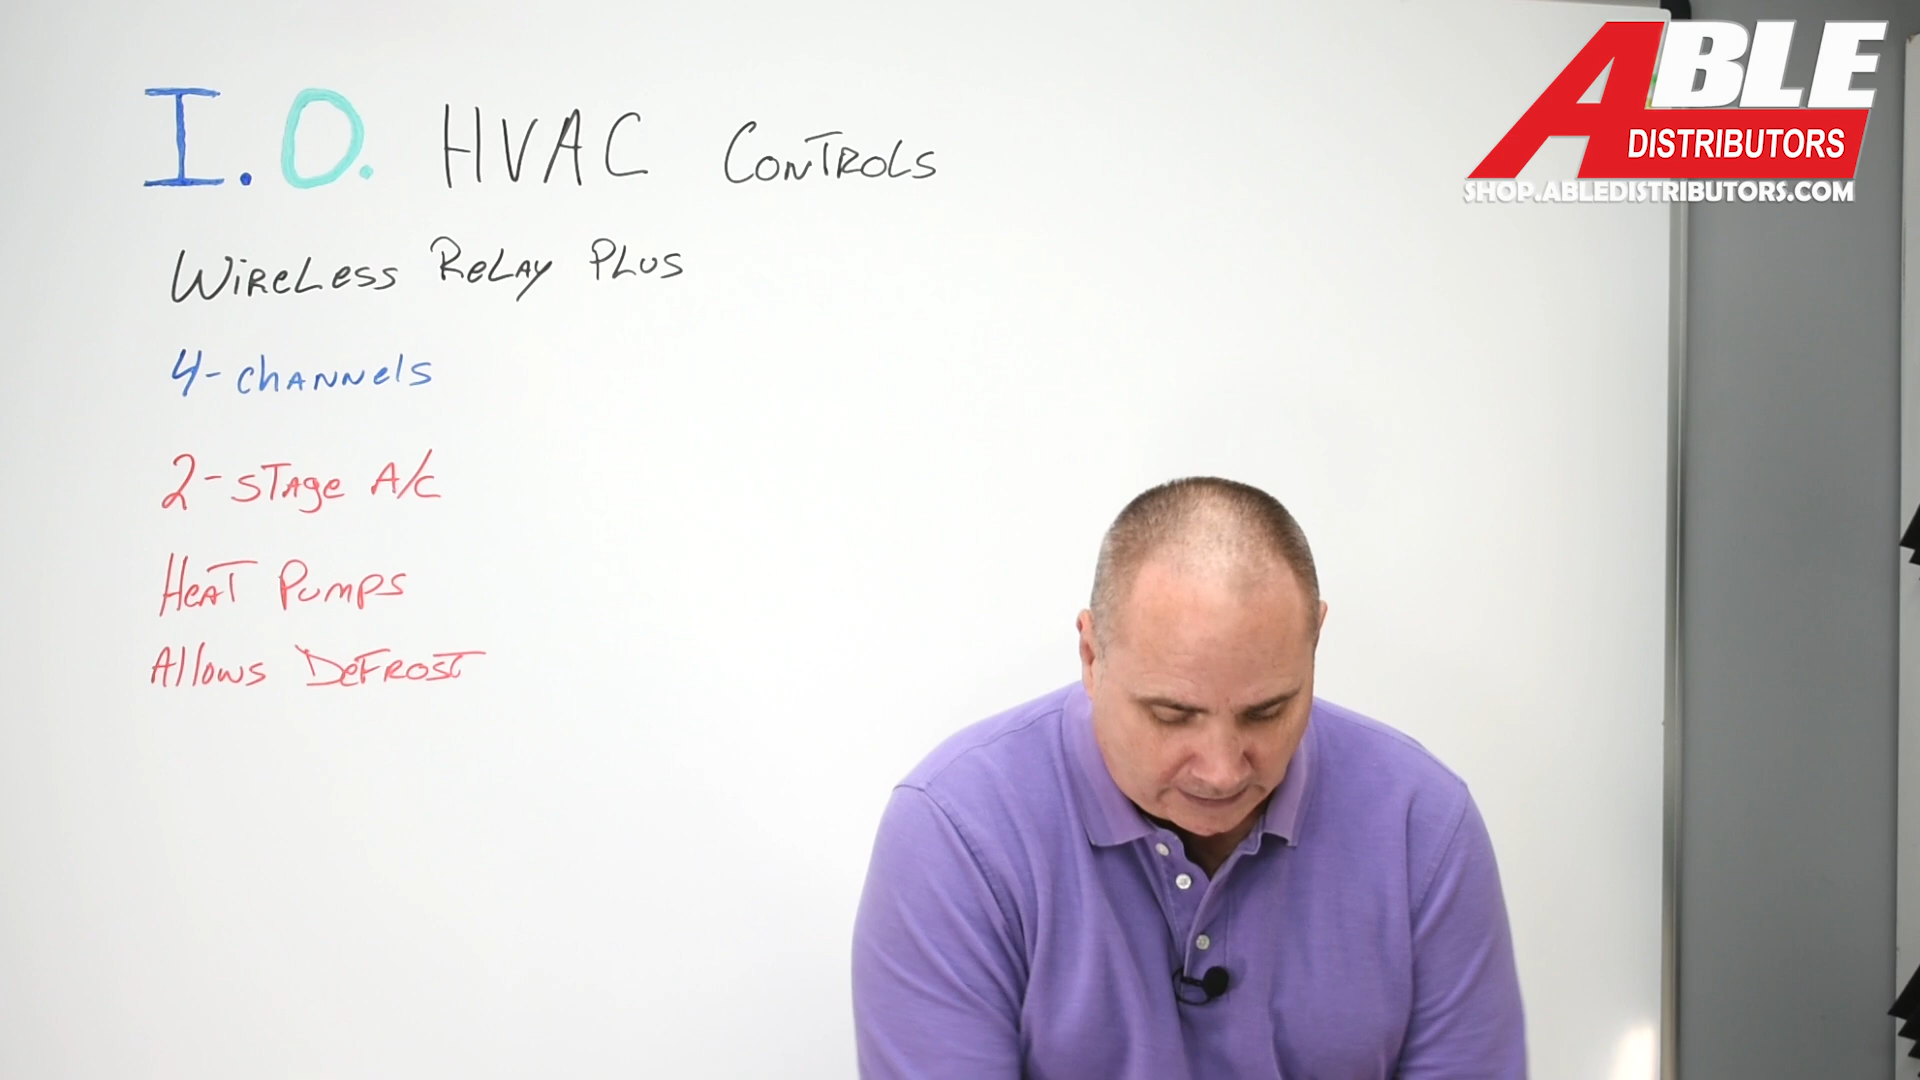 I.O. HVAC CONTROLS
WIRELESS RELAY PLUS
4-channels
2-STAGE A/C
HEAT PUMPS
Allows DEFROST
ABLE
DISTRIBUTORS
SHOP.ABLEDISTRIBUTORS.COM